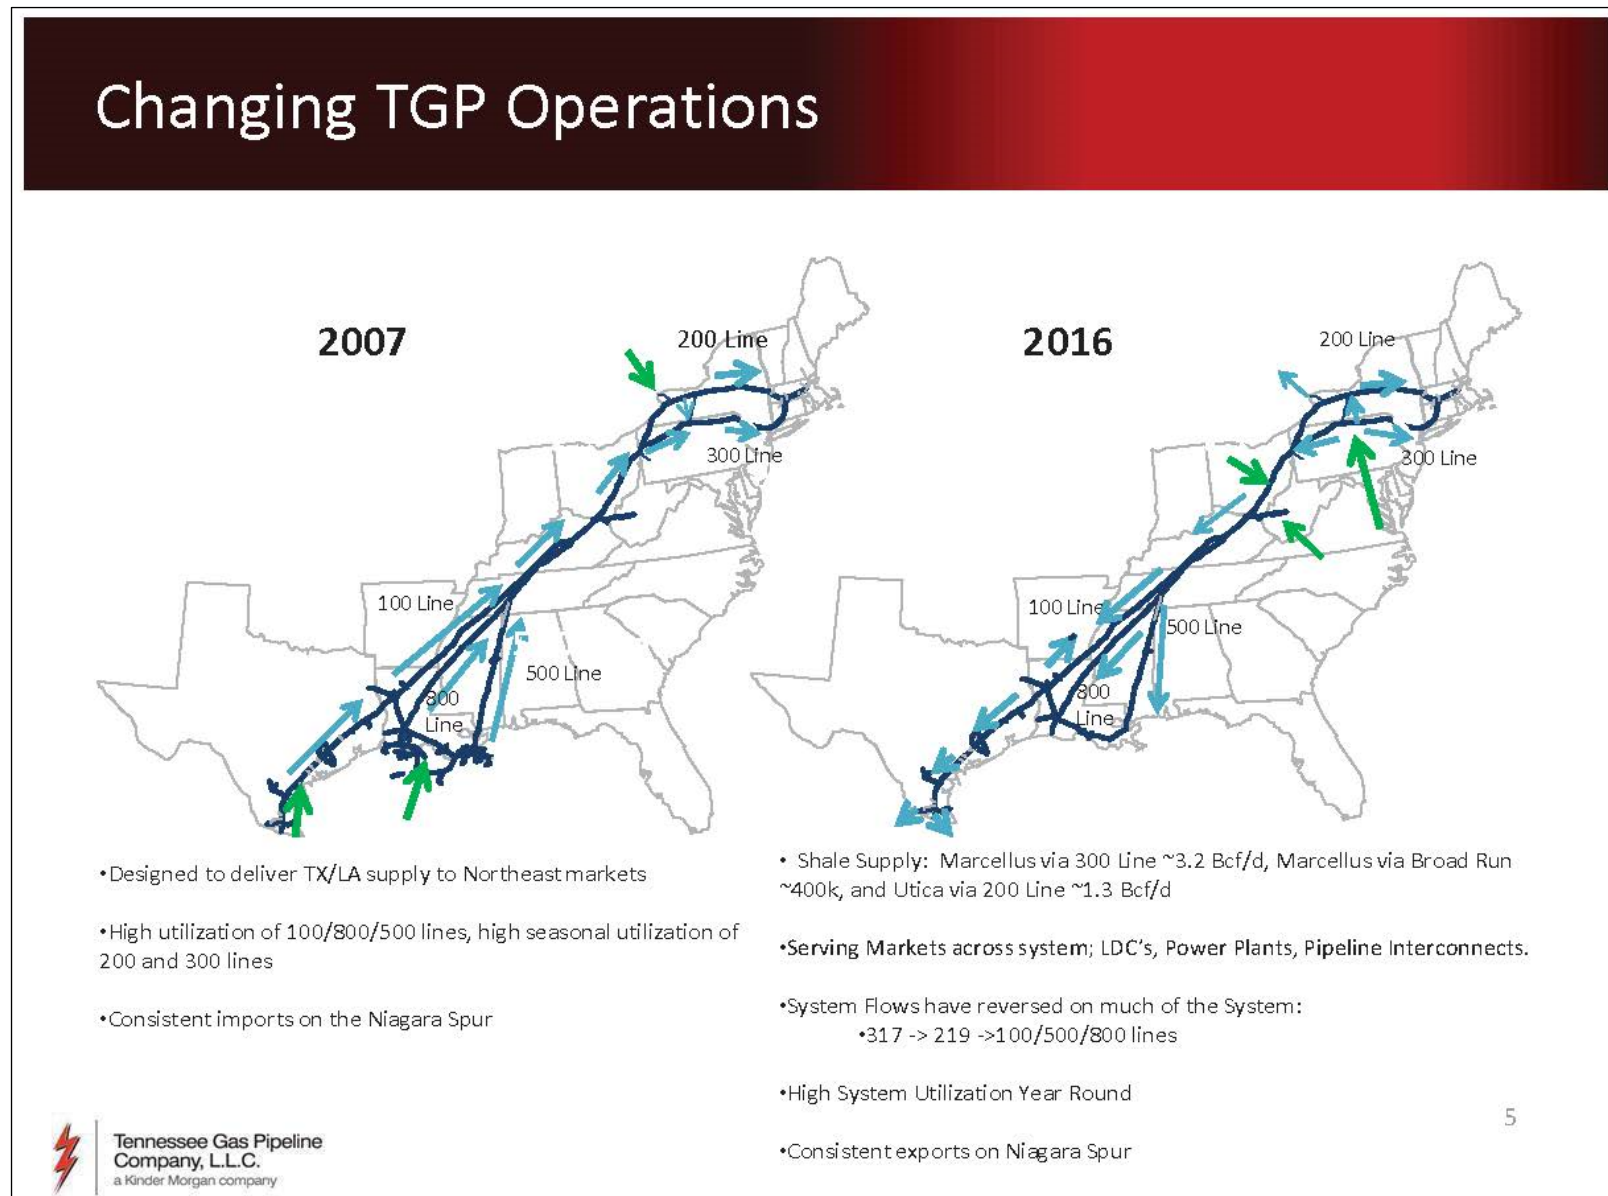 Changing TGP Operations
2007
200 Line
300 Line
100 Line
500 Line
800
Line
•Designed to deliver TX/LA supply to Northeast markets
•High utilization of 100/800/500 lines, high seasonal utilization of
200 and 300 lines
•Consistent imports on the Niagara Spur
2016
200 Line
300 Line
100 Line
500 Line
800
Line
• Shale Supply: Marcellus via 300 Line ~3.2 Bcf/d, Marcellus via Broad Run
~400k, and Utica via 200 Line ~1.3 Bcf/d
•Serving Markets across system; LDC's, Power Plants, Pipeline Interconnects.
•System Flows have reversed on much of the System:
•317 -> 219 ->100/500/800 lines
•High System Utilization Year Round
•Consistent exports on Niagara Spur
Tennessee Gas Pipeline
Company, L.L.C.
a Kinder Morgan company
5